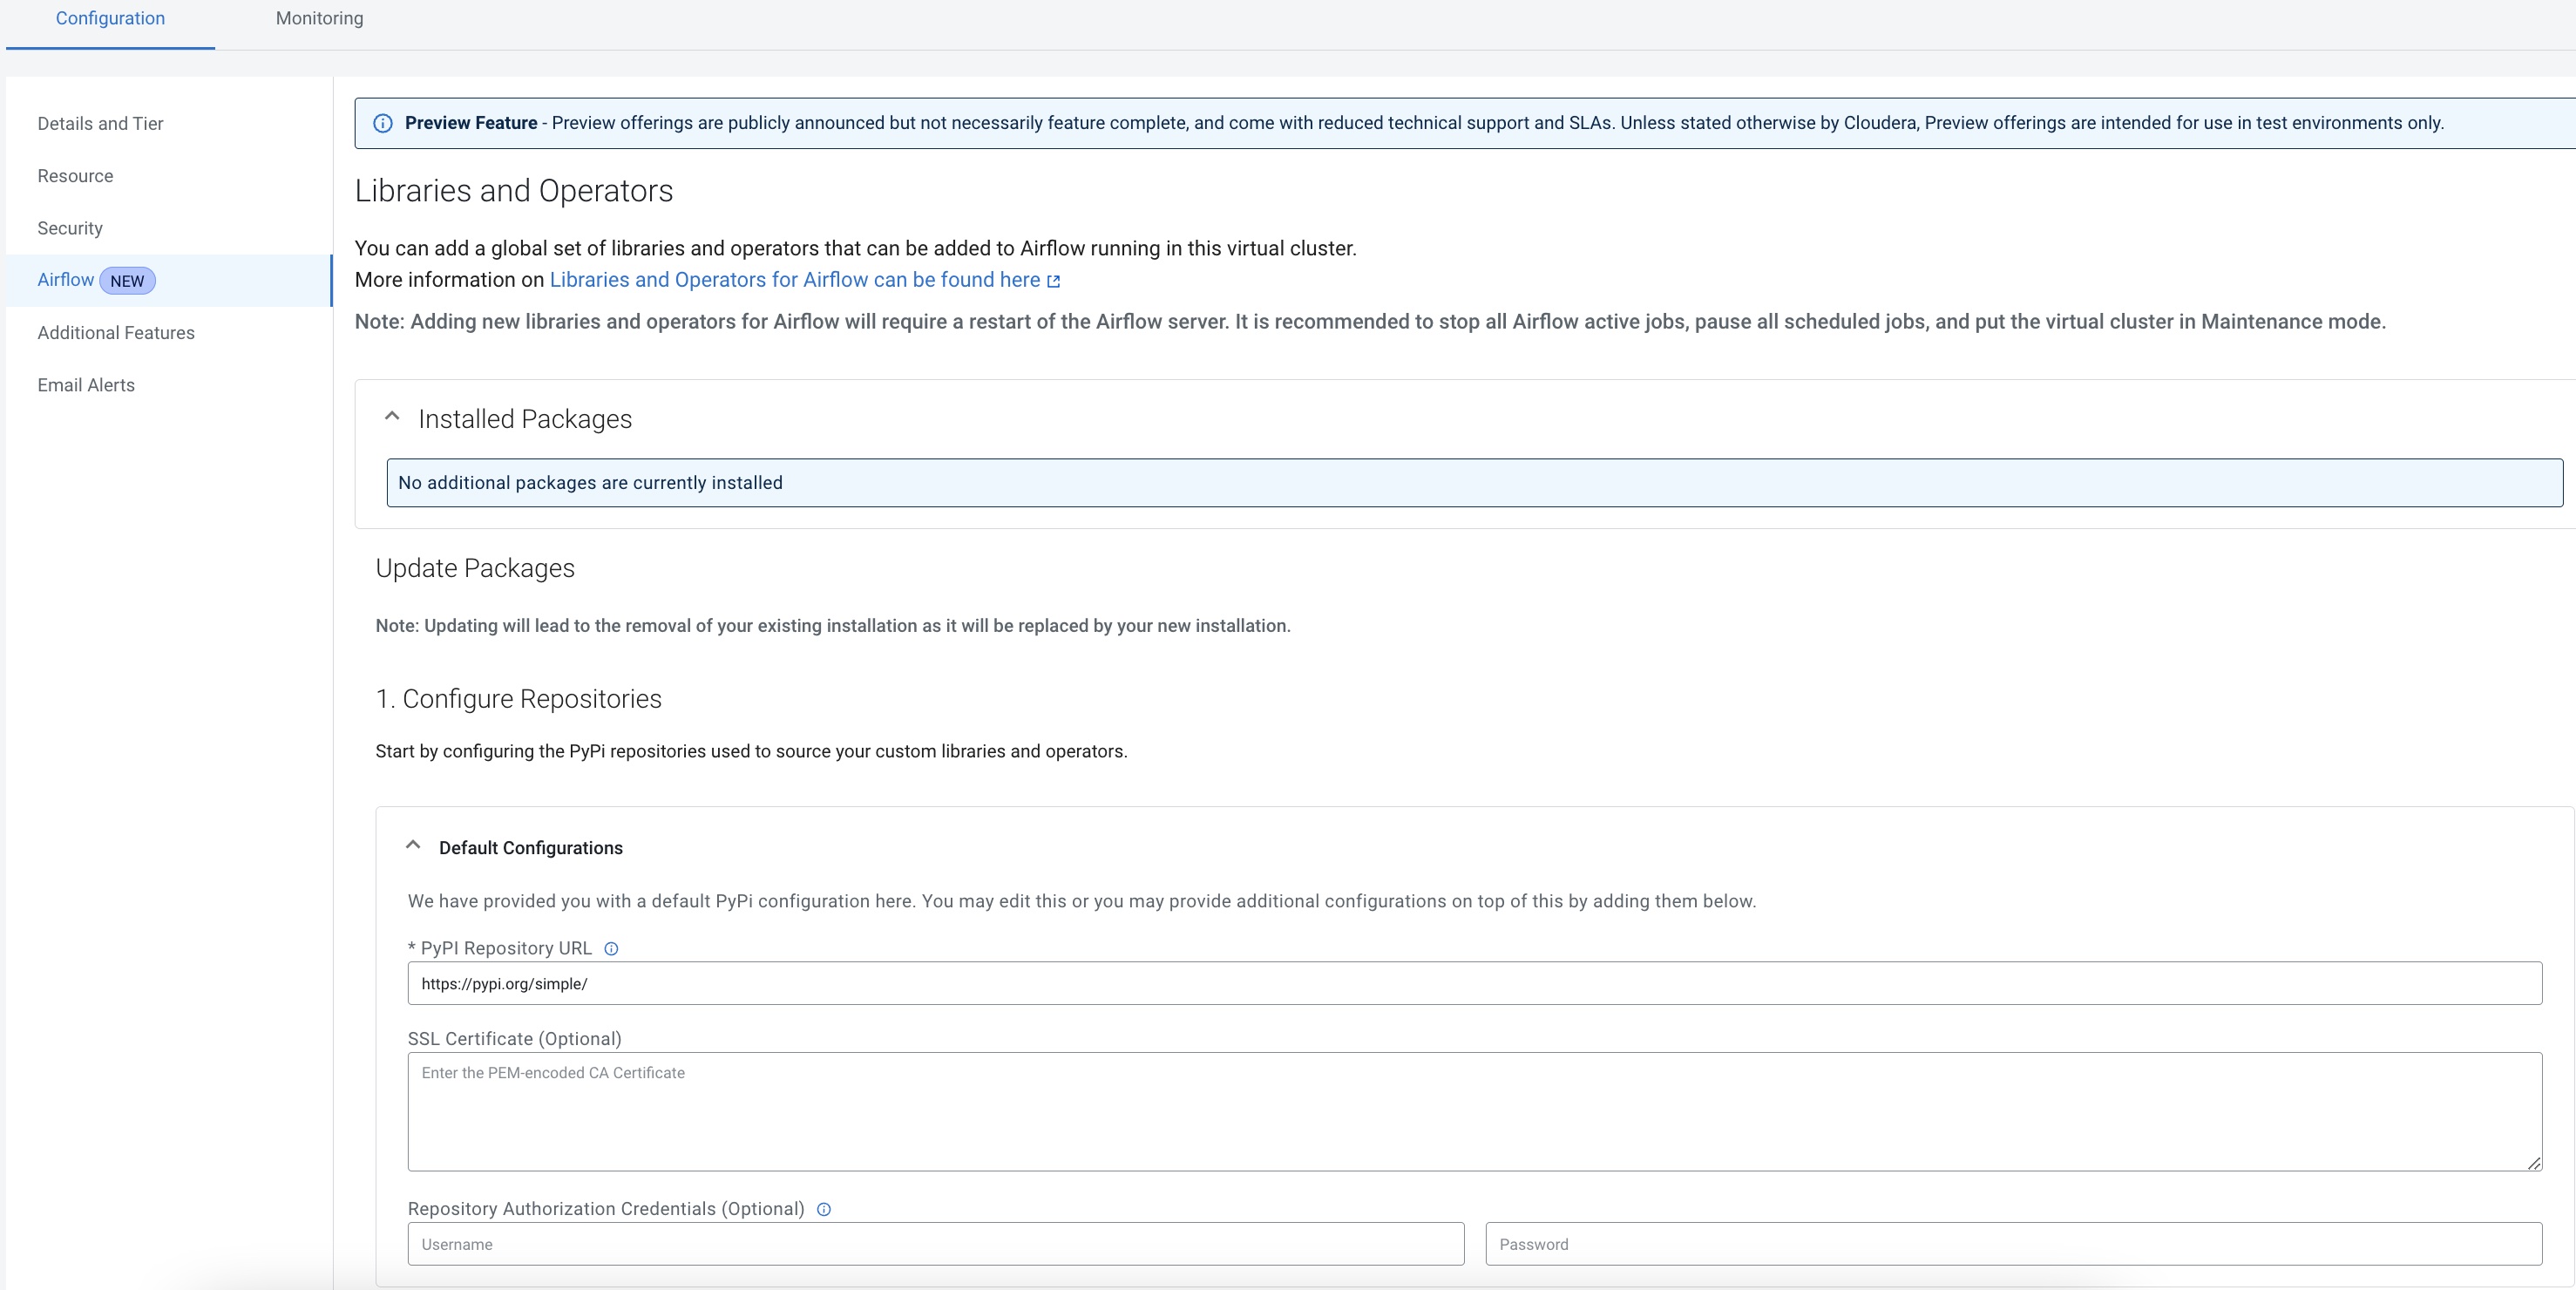 Configuration
Monitoring
Details and Tier
Resource
Security
Airflow NEW
Additional Features
Email Alerts
Preview Feature - Preview offerings are publicly announced but not necessarily feature complete, and come with reduced technical support and SLAs. Unless stated otherwise by Cloudera, Preview offerings are intended for use in test environments only.
Libraries and Operators
You can add a global set of libraries and operators that can be added to Airflow running in this virtual cluster.
More information on Libraries and Operators for Airflow can be found here
Note: Adding new libraries and operators for Airflow will require a restart of the Airflow server. It is recommended to stop all Airflow active jobs, pause all scheduled jobs, and put the virtual cluster in Maintenance mode.
Installed Packages
No additional packages are currently installed
Update Packages
Note: Updating will lead to the removal of your existing installation as it will be replaced by your new installation.
1. Configure Repositories
Start by configuring the PyPi repositories used to source your custom libraries and operators.
Default Configurations
We have provided you with a default PyPi configuration here. You may edit this or you may provide additional configurations on top of this by adding them below.
* PyPI Repository URL
https://pypi.org/simple/
SSL Certificate (Optional)
Enter the PEM-encoded CA Certificate
Repository Authorization Credentials (Optional)
Username
Password